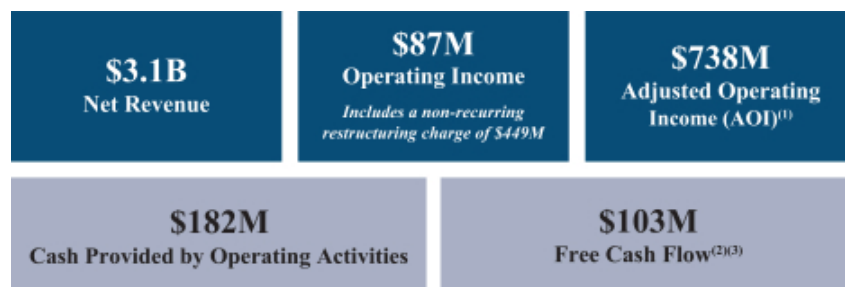 $3.1B
Net Revenue
$87M
Operating Income
Includes a non-recurring
restructuring charge of $449M
$738M
Adjusted Operating
Income (AOI)(1)
$182M
Cash Provided by Operating Activities
$103M
Free Cash Flow(2)(3)